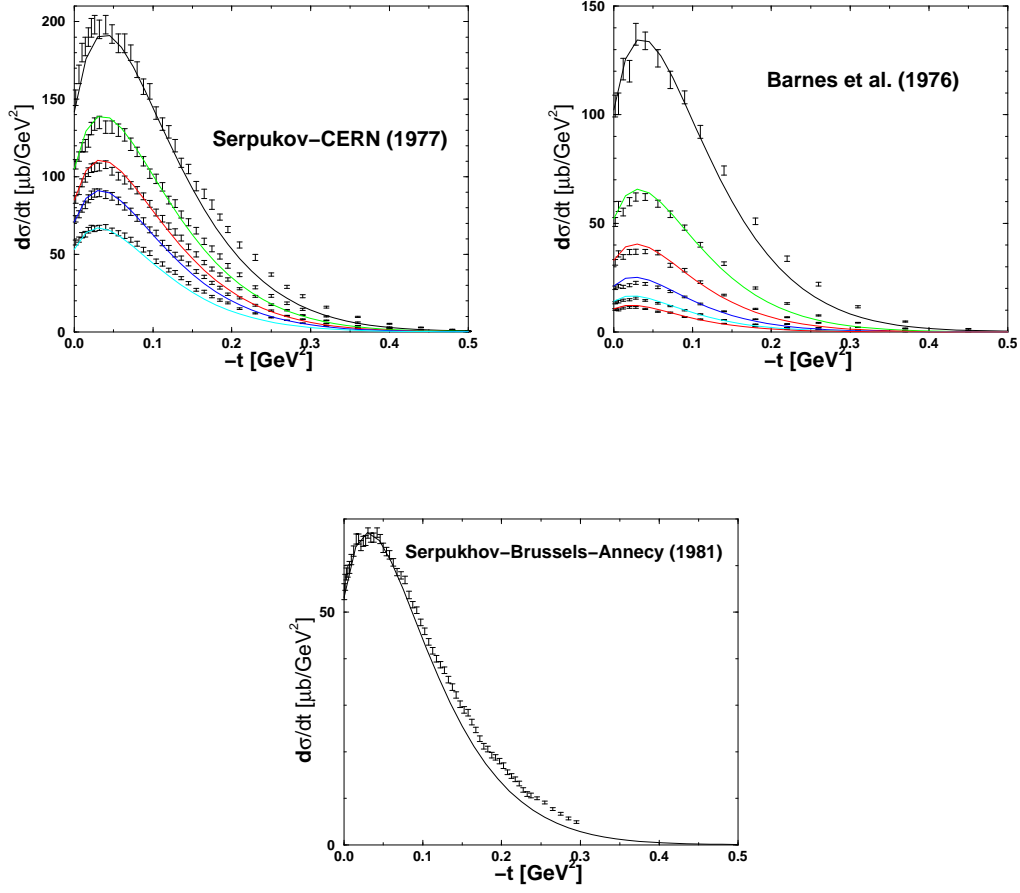 200
150
100
50
0
dσ/dt [μb/GeV²]
Serpukov−CERN (1977)
0.0 0.1 0.2 0.3 0.4 0.5
−t [GeV²]
150
100
50
0
dσ/dt [μb/GeV²]
Barnes et al. (1976)
0.0 0.1 0.2 0.3 0.4 0.5
−t [GeV²]
50
0
dσ/dt [μb/GeV²]
Serpukhov−Brussels−Annecy (1981)
0.0 0.1 0.2 0.3 0.4 0.5
−t [GeV²]